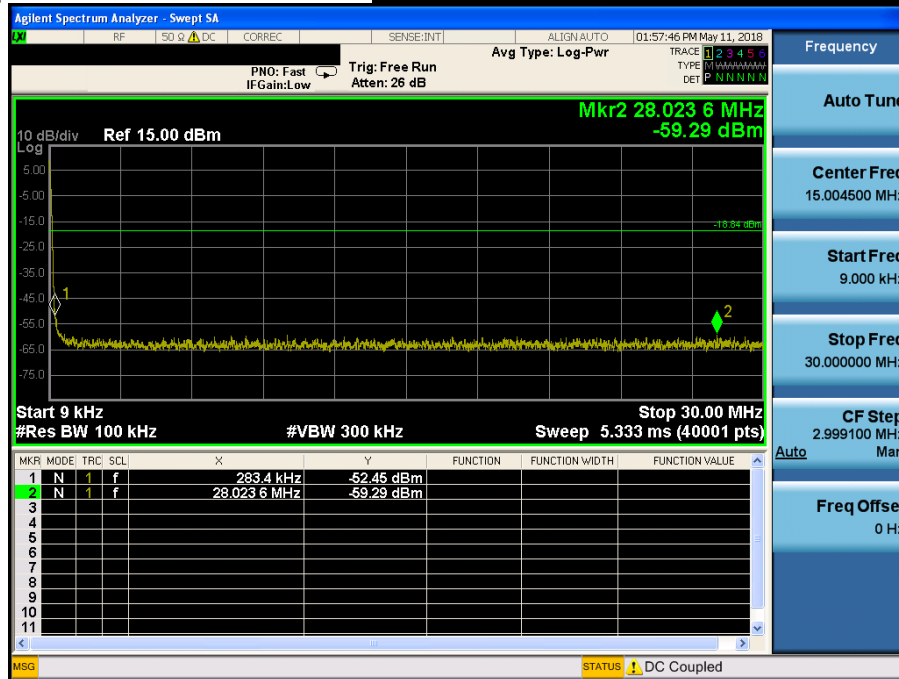 Agilent Spectrum Analyzer - Swept SA
LXI RF 50 Ω ⚠ DC CORREC SENSE:INT ALIGN AUTO 01:57:46 PM May 11, 2018
Frequency
PNO: Fast
IFGain:Low
Trig: Free Run
Atten: 26 dB
Avg Type: Log-Pwr
TRACE 1 2 3 4 5 6
TYPE M WWWWW
DET P N N N N N
Mkr2 28.023 6 MHz
-59.29 dBm
10 dB/div Ref 15.00 dBm
Log
5.00
-5.00
-15.0
-18.84 dBm
-25.0
-35.0
-45.0
-55.0
-65.0
-75.0
1
2
Start 9 kHz Stop 30.00 MHz
#Res BW 100 kHz #VBW 300 kHz Sweep 5.333 ms (40001 pts)
MKR MODE TRC SCL X Y FUNCTION FUNCTION WIDTH FUNCTION VALUE
1 N 1 f 283.4 kHz -52.45 dBm
2 N 1 f 28.023 6 MHz -59.29 dBm
3
4
5
6
7
8
9
10
11
Auto Tune
Center Freq
15.004500 MHz
Start Freq
9.000 kHz
Stop Freq
30.000000 MHz
CF Step
2.999100 MHz
Auto Man
Freq Offset
0 Hz
MSG STATUS DC Coupled